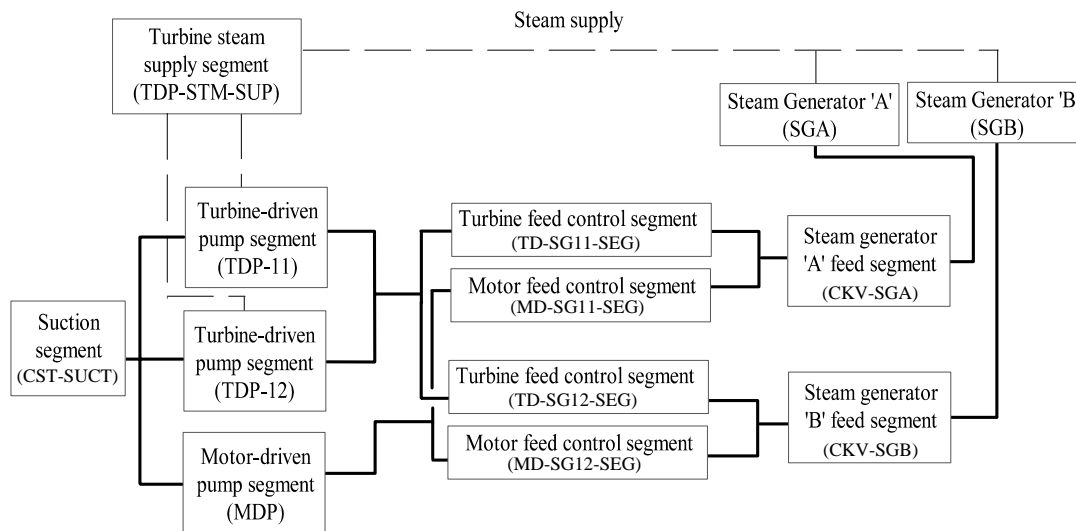 Steam supply
Turbine steam
supply segment
(TDP-STM-SUP)
Steam Generator 'A'
(SGA)
Steam Generator 'B
(SGB)
Turbine-driven
pump segment
(TDP-11)
Turbine feed control segment
(TD-SG11-SEG)
Steam generator
'A' feed segment
(CKV-SGA)
Motor feed control segment
(MD-SG11-SEG)
Suction
segment
(CST-SUCT)
Turbine-driven
pump segment
(TDP-12)
Turbine feed control segment
(TD-SG12-SEG)
Steam generator
'B' feed segment
(CKV-SGB)
Motor-driven
pump segment
(MDP)
Motor feed control segment
(MD-SG12-SEG)